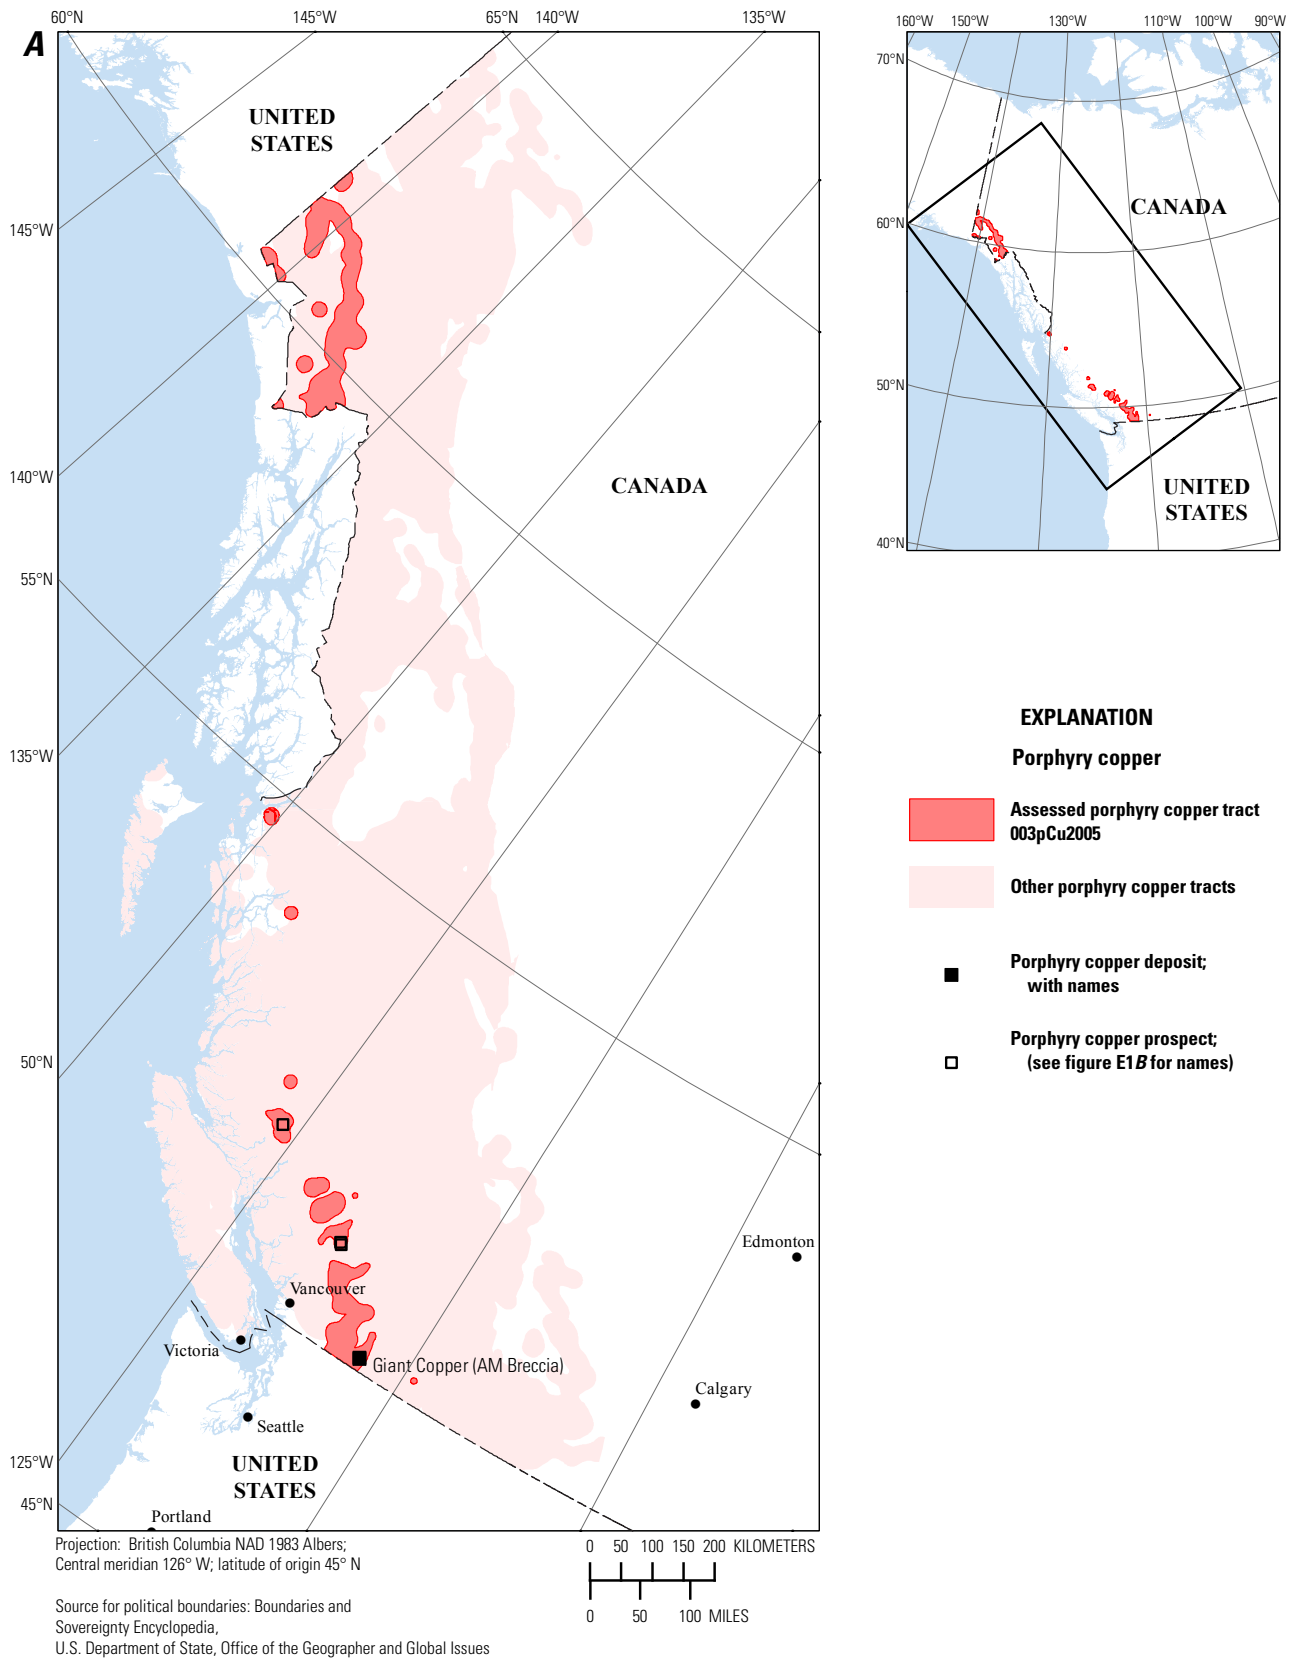 60°N
145°W
65°N
140°W
135°W
A
UNITED
STATES
145°W
140°W
CANADA
55°N
135°W
50°N
Edmonton
Vancouver
Victoria
Giant Copper (AM Breccia)
Calgary
Seattle
UNITED
STATES
125°W
45°N
Portland
Projection: British Columbia NAD 1983 Albers;
Central meridian 126° W; latitude of origin 45° N
Source for political boundaries: Boundaries and
Sovereignty Encyclopedia,
U.S. Department of State, Office of the Geographer and Global Issues
0 50 100 150 200 KILOMETERS
0 50 100 MILES
160°W
150°W
130°W
110°W
100°W
90°W
70°N
CANADA
60°N
50°N
UNITED
STATES
40°N
EXPLANATION
Porphyry copper
Assessed porphyry copper tract
003pCu2005
Other porphyry copper tracts
Porphyry copper deposit;
with names
Porphyry copper prospect;
(see figure E1B for names)